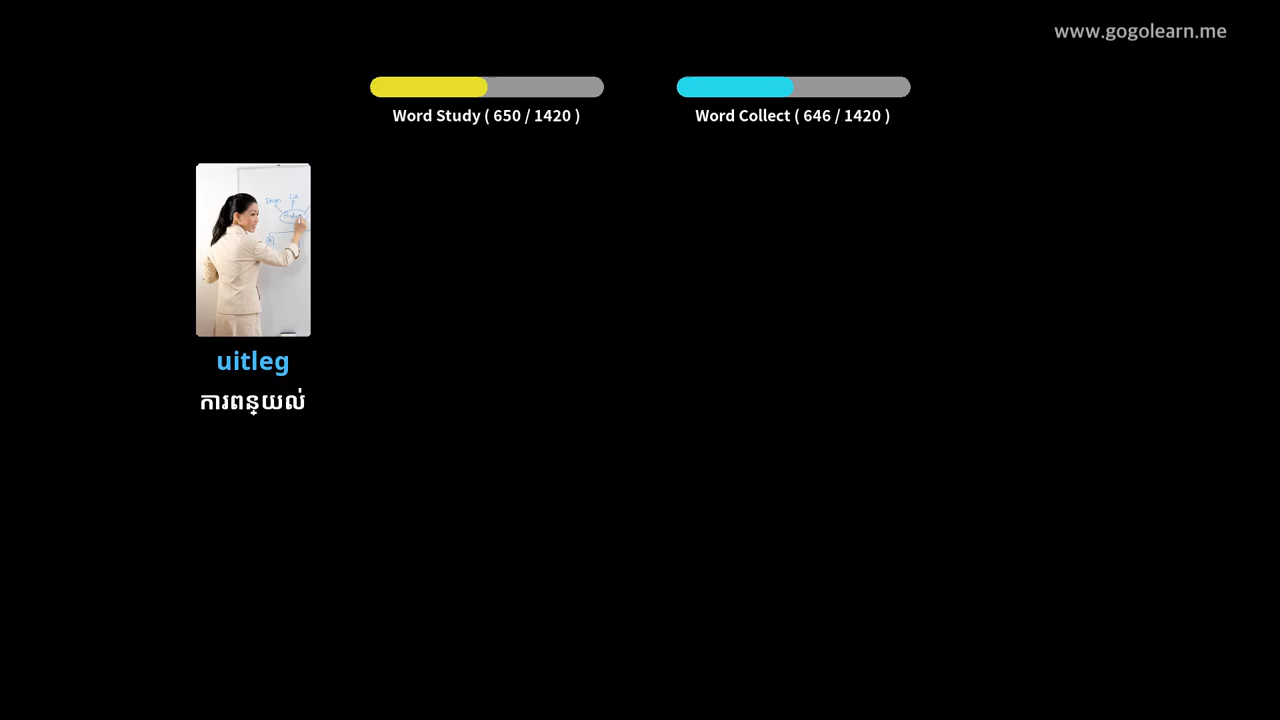 www.gogolearn.me
Word Study ( 650 / 1420 )
Word Collect ( 646 / 1420 )
uitleg
ការពន្យល់